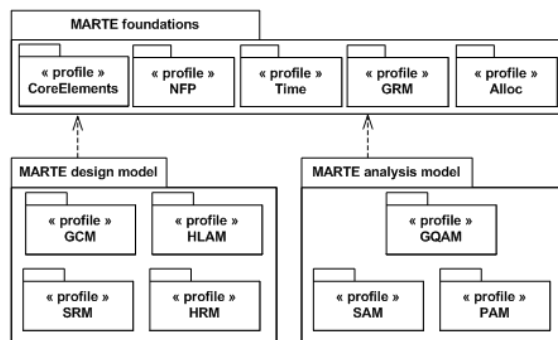 MARTE foundations
« profile » « profile » « profile » « profile » « profile »
CoreElements NFP Time GRM Alloc
MARTE design model
« profile » « profile »
GCM HLAM
« profile » « profile »
SRM HRM
MARTE analysis model
« profile »
GQAM
« profile » « profile »
SAM PAM